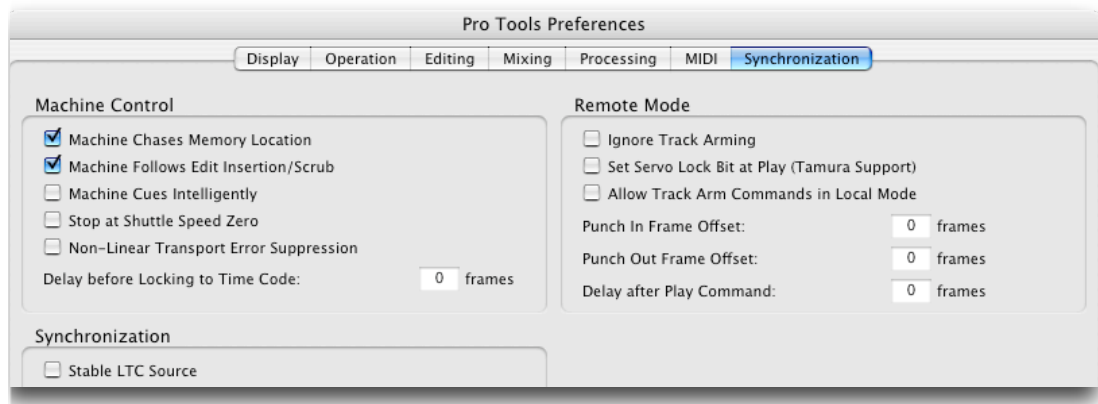 Pro Tools Preferences
Display Operation Editing Mixing Processing MIDI Synchronization
Machine Control
Machine Chases Memory Location
Machine Follows Edit Insertion/Scrub
Machine Cues Intelligently
Stop at Shuttle Speed Zero
Non-Linear Transport Error Suppression
Delay before Locking to Time Code: 0 frames
Remote Mode
Ignore Track Arming
Set Servo Lock Bit at Play (Tamura Support)
Allow Track Arm Commands in Local Mode
Punch In Frame Offset: 0 frames
Punch Out Frame Offset: 0 frames
Delay after Play Command: 0 frames
Synchronization
Stable LTC Source